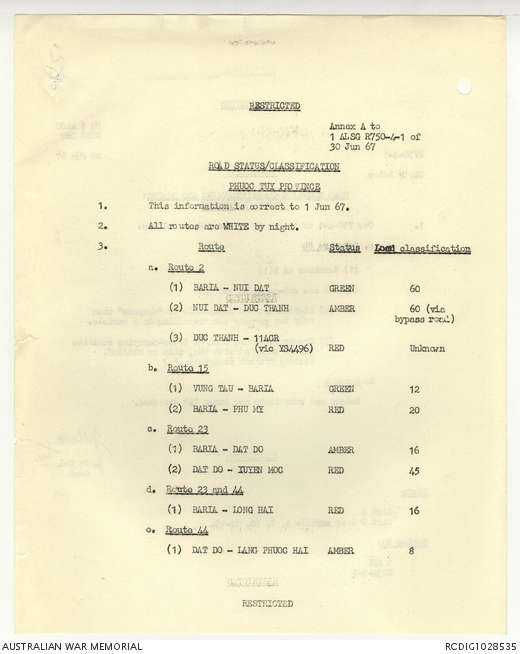 RESTRICTED
Annex A to
1 ALSG R750-4-1 of
30 Jun 67
ROAD STATUS/CLASSIFICATION
PHUOC TUY PROVINCE
1. This information is correct to 1 Jun 67.
2. All routes are WHITE by night.
3. Route Status Load classification
a. Route 2
(1) BARIA - NUI DAT GREEN 60
(2) NUI DAT - DUC THANH AMBER 60 (via
bypass road)
(3) DUC THANH - 11ACR
(vic YS4496) RED Unknown
b. Route 15
(1) VUNG TAU - BARIA GREEN 12
(2) BARIA - PHU MY RED 20
c. Route 23
(1) BARIA - DAT DO AMBER 16
(2) DAT DO - XUYEN MOC RED 45
d. Route 23 and 44
(1) BARIA - LONG HAI RED 16
e. Route 44
(1) DAT DO - LANG PHUOC HAI AMBER 8
RESTRICTED
AUSTRALIAN WAR MEMORIAL RCDIG1028535